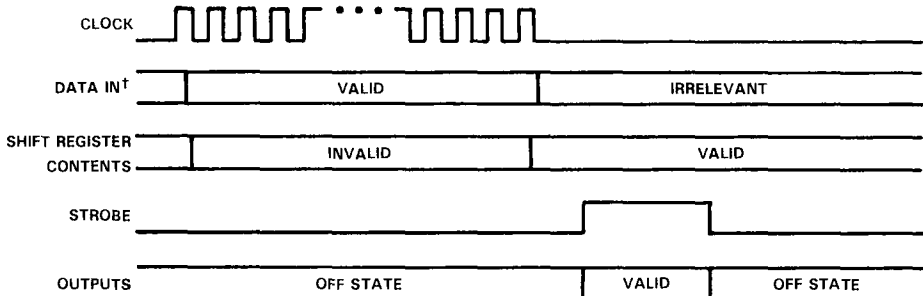 CLOCK
DATA IN†
VALID
IRRELEVANT
SHIFT REGISTER
CONTENTS
INVALID
VALID
STROBE
OUTPUTS
OFF STATE
VALID
OFF STATE